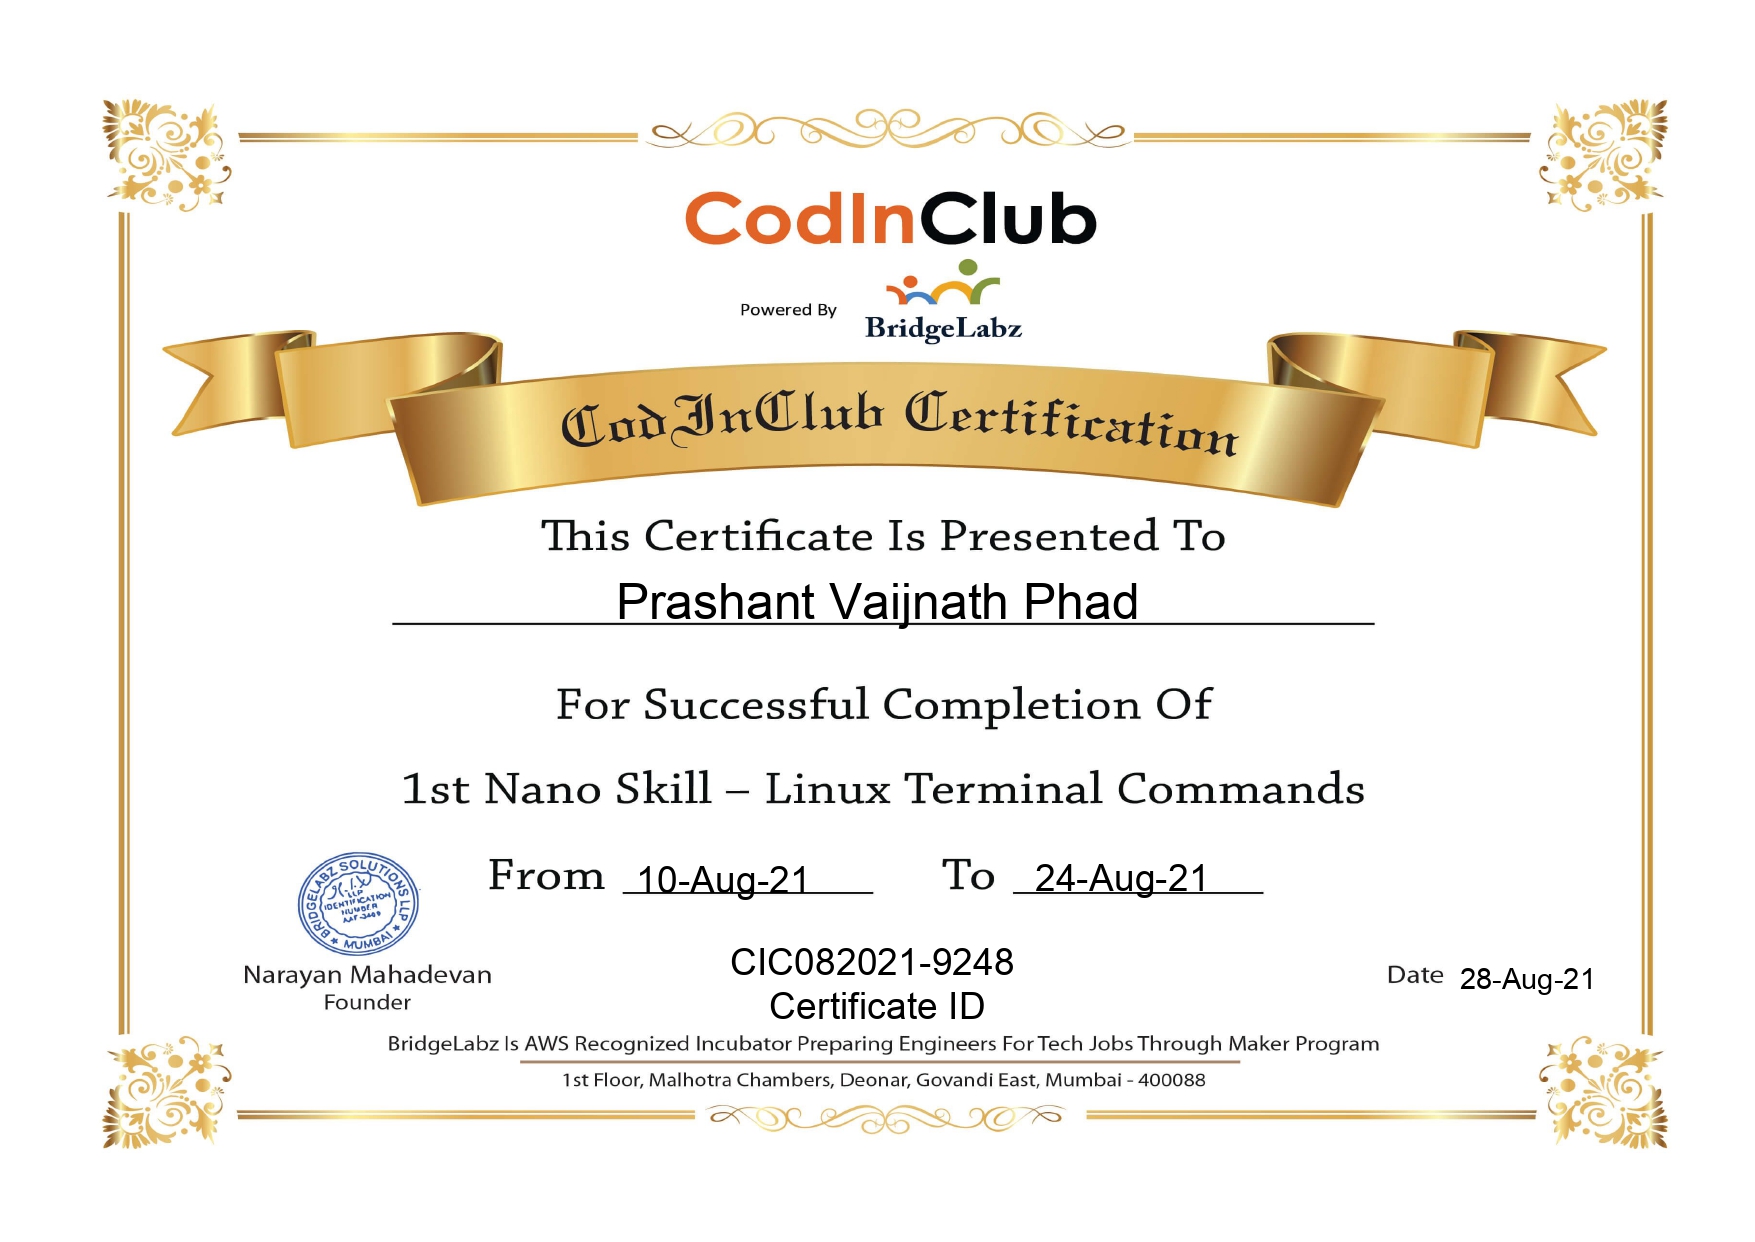 CodInClub
Powered By
BridgeLabz
CodInClub Certification
This Certificate Is Presented To
Prashant Vaijnath Phad
For Successful Completion Of
1st Nano Skill – Linux Terminal Commands
From 10-Aug-21 To 24-Aug-21
BRIDGELABZ SOLUTIONS LLP
LLP
IDENTIFICATION
NUMBER
★ MUMBAI ★
Narayan Mahadevan
Founder
CIC082021-9248
Certificate ID
Date 28-Aug-21
BridgeLabz Is AWS Recognized Incubator Preparing Engineers For Tech Jobs Through Maker Program
1st Floor, Malhotra Chambers, Deonar, Govandi East, Mumbai - 400088